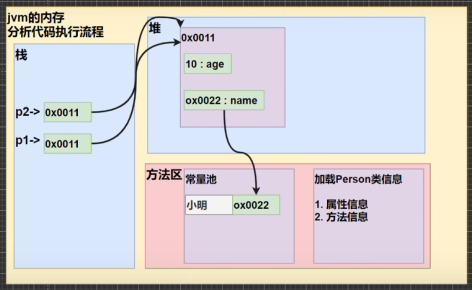 jvm的内存
分析代码执行流程
栈
p2-> 0x0011
p1-> 0x0011
堆
0x0011
10 : age
ox0022 : name
方法区
常量池
小明 ox0022
加载Person类信息
1. 属性信息
2. 方法信息